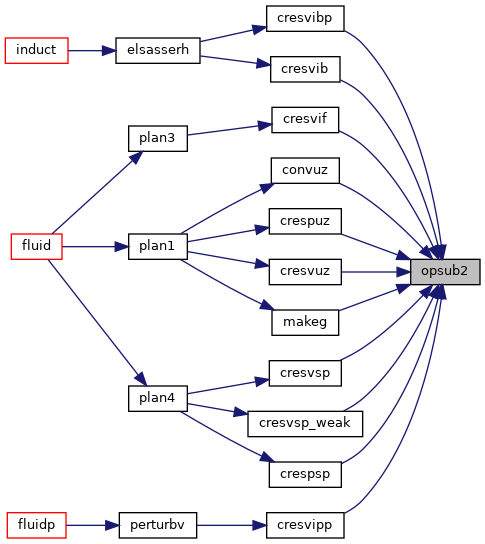 cresvibp
induct
elsasserh
cresvib
cresvif
plan3
convuz
crespuz
fluid
plan1
cresvuz
opsub2
makeg
cresvsp
plan4
cresvsp_weak
crespsp
fluidp
perturbv
cresvipp